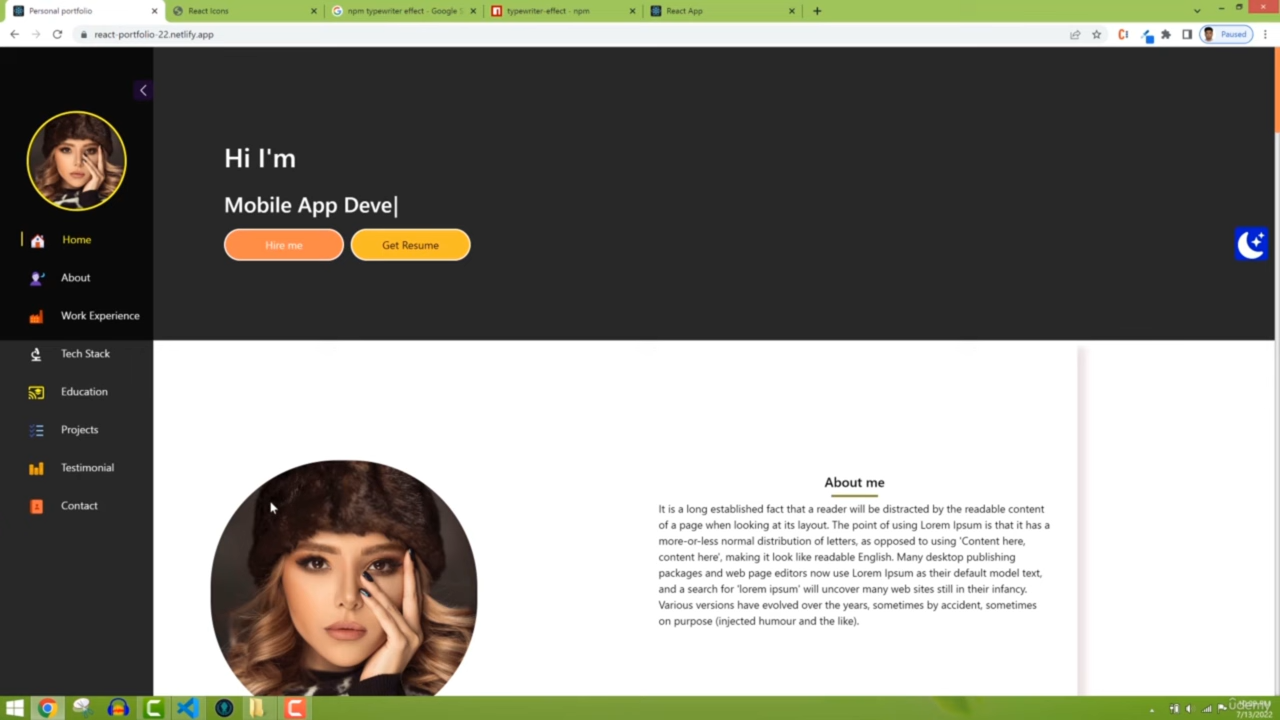 Personal portfolio
React Icons
npm typewriter effect - Google
typewriter-effect - npm
React App
react-portfolio-22.netlify.app
Paused
Hi I'm
Mobile App Deve|
Hire me
Get Resume
Home
About
Work Experience
Tech Stack
Education
Projects
Testimonial
Contact
About me
It is a long established fact that a reader will be distracted by the readable content
of a page when looking at its layout. The point of using Lorem Ipsum is that it has a
more-or-less normal distribution of letters, as opposed to using 'Content here,
content here', making it look like readable English. Many desktop publishing
packages and web page editors now use Lorem Ipsum as their default model text,
and a search for 'lorem ipsum' will uncover many web sites still in their infancy.
Various versions have evolved over the years, sometimes by accident, sometimes
on purpose (injected humour and the like).
udemy
7/13/2022